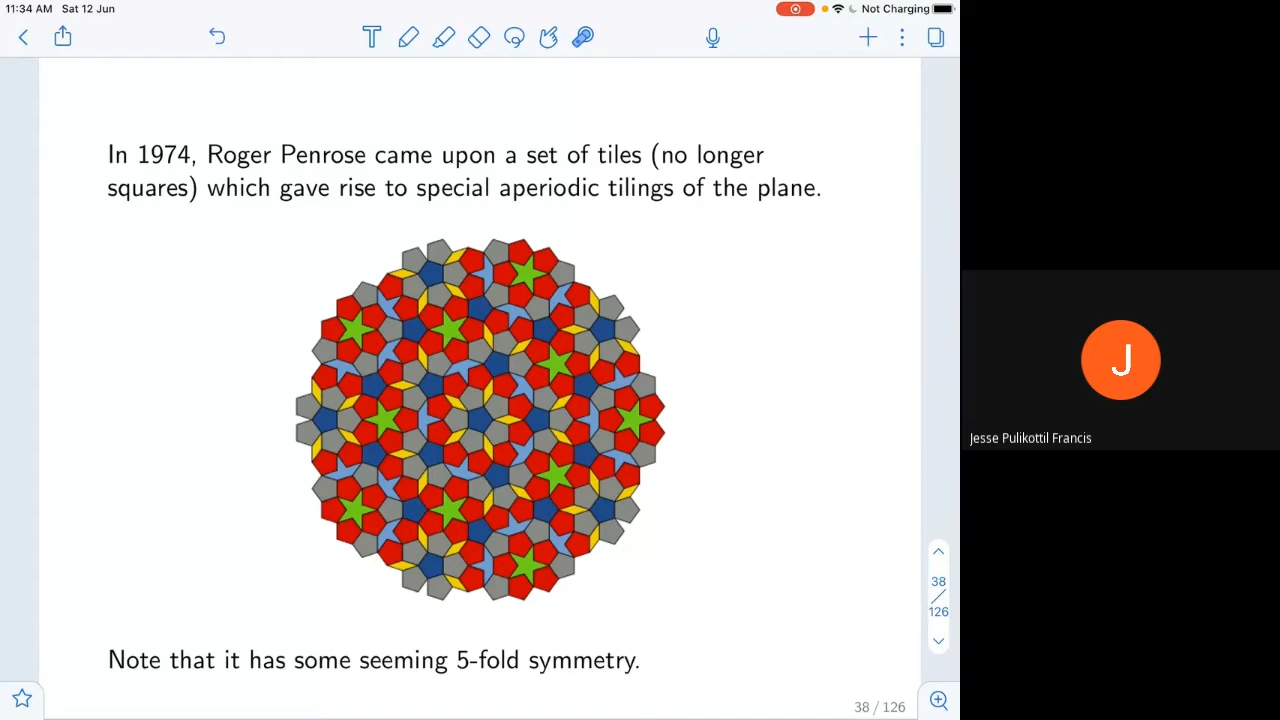 11:34 AM Sat 12 Jun
Not Charging
T
In 1974, Roger Penrose came upon a set of tiles (no longer
squares) which gave rise to special aperiodic tilings of the plane.
J
Jesse Pulikottil Francis
38
/
126
Note that it has some seeming 5-fold symmetry.
38 / 126